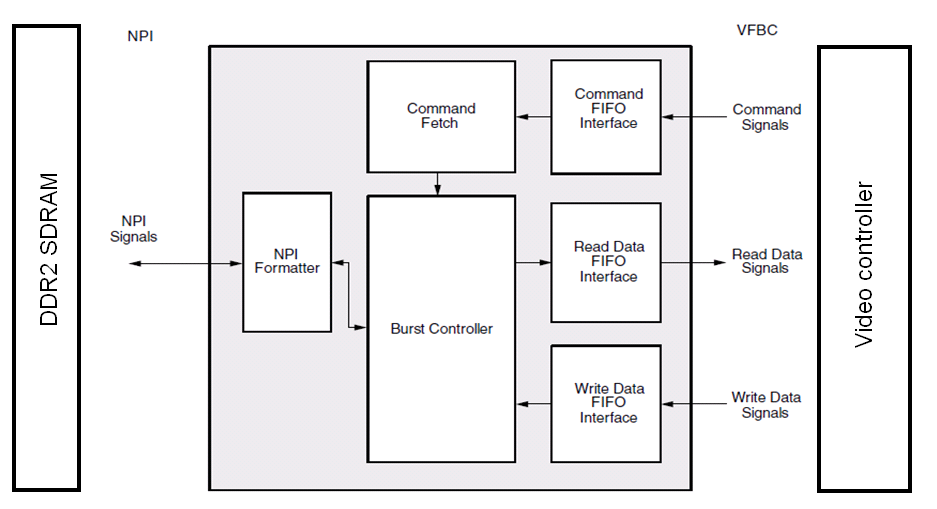 NPI
VFBC
DDR2 SDRAM
NPI
Signals
NPI
Formatter
Command
Fetch
Burst Controller
Command
FIFO
Interface
Read Data
FIFO
Interface
Write Data
FIFO
Interface
Command
Signals
Read Data
Signals
Write Data
Signals
Video controller